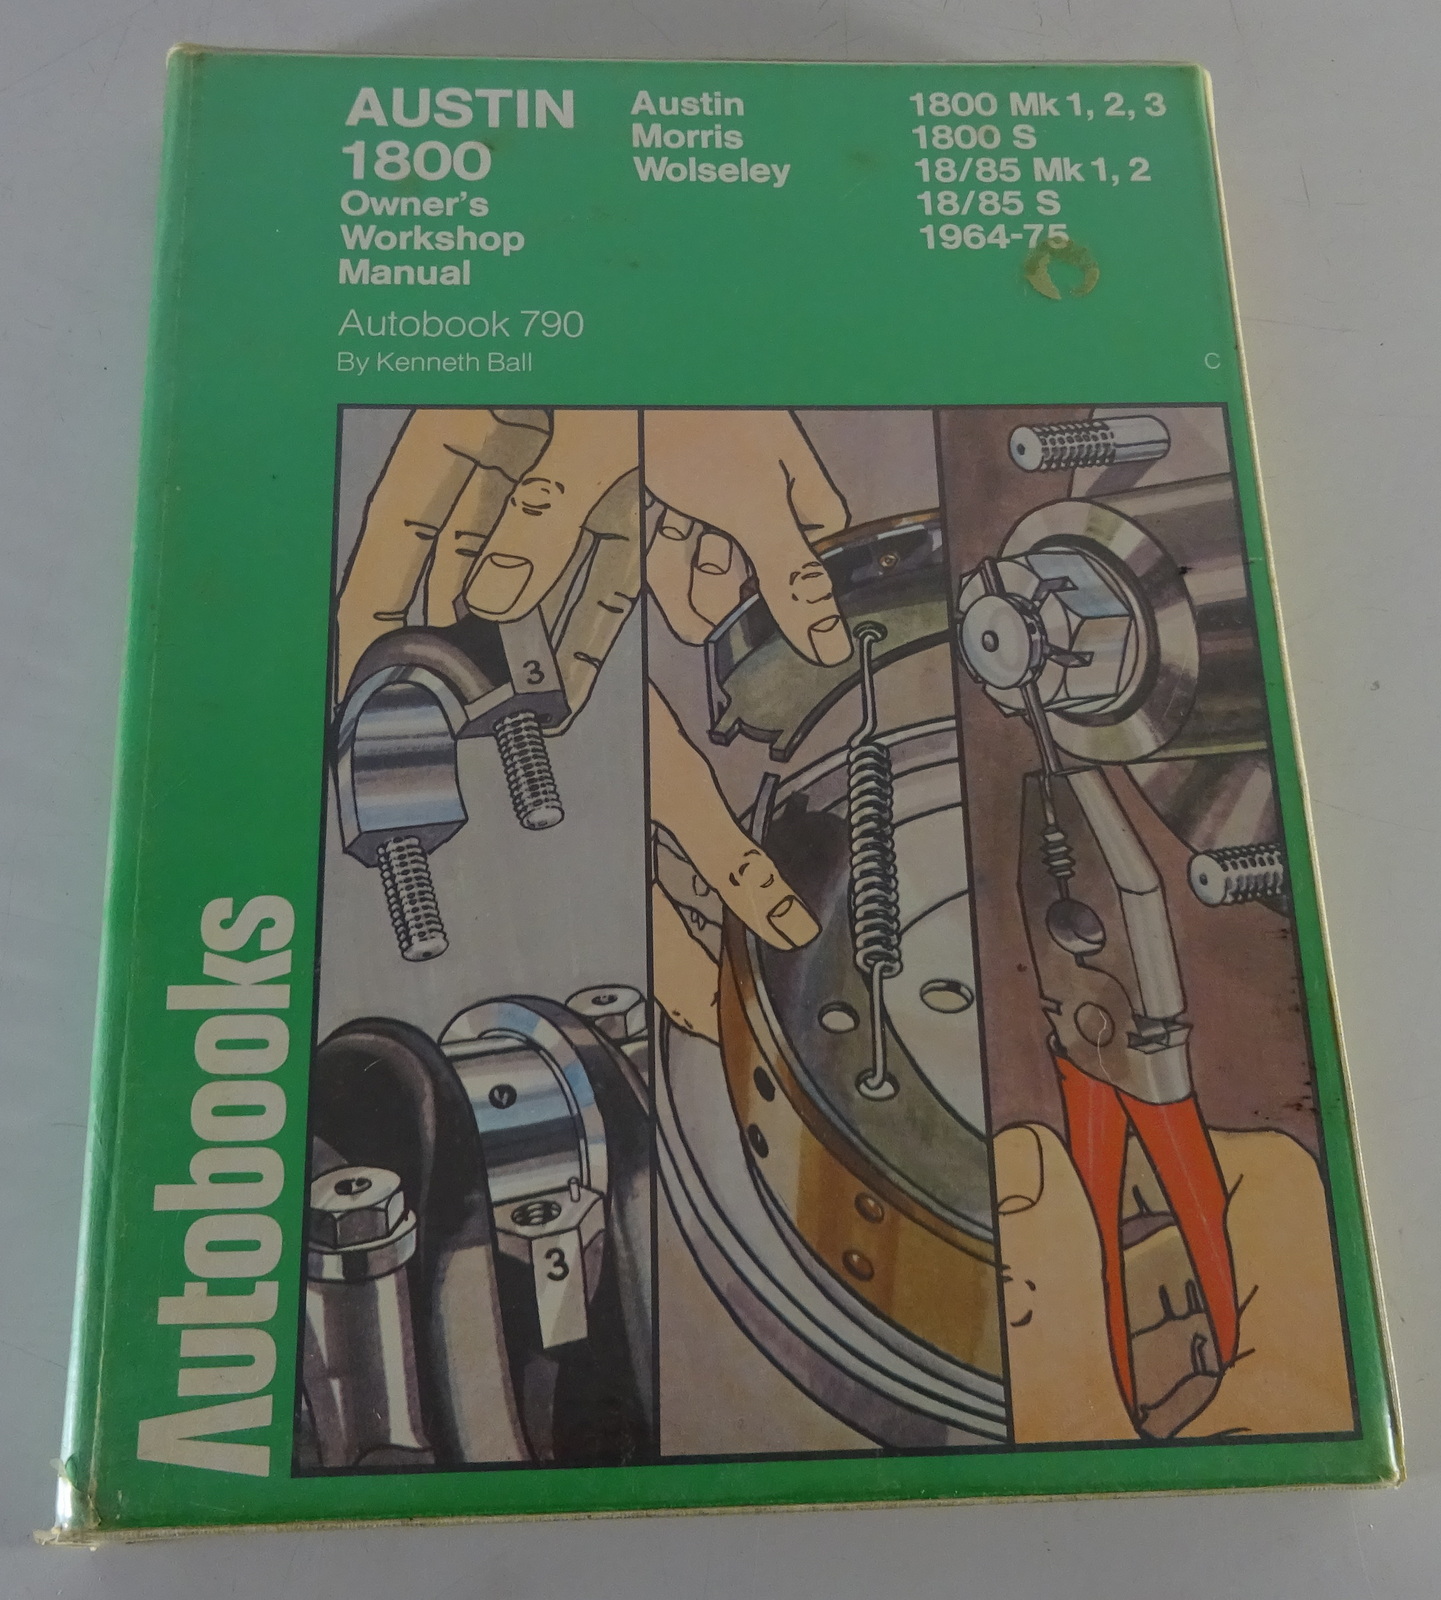 AUSTIN
1800
Owner's
Workshop
Manual
Autobook 790
By Kenneth Ball
Austin
Morris
Wolseley
1800 Mk 1, 2, 3
1800 S
18/85 Mk 1, 2
18/85 S
1964-75
C
3
3
Autobooks